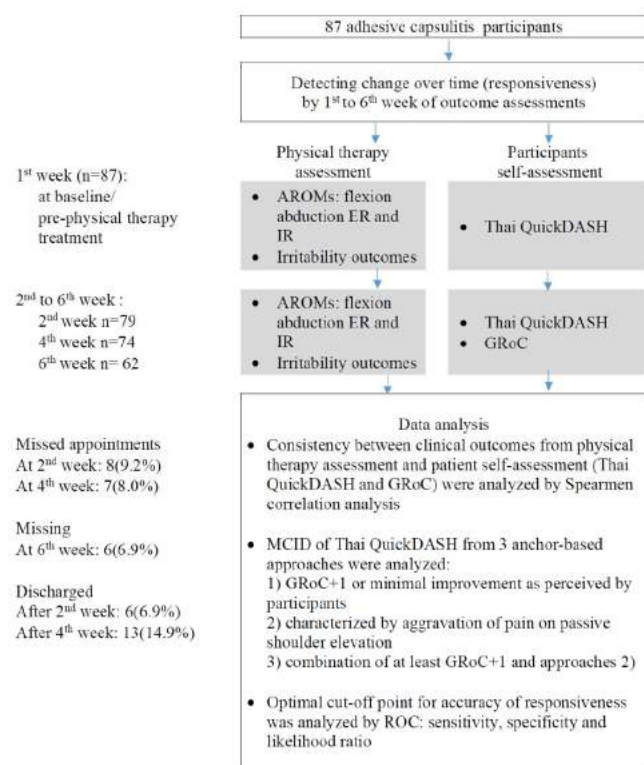 87 adhesive capsulitis participants
Detecting change over time (responsiveness)
by 1st to 6th week of outcome assessments
Physical therapy
assessment
Participants
self-assessment
1st week (n=87):
at baseline/
pre-physical therapy
treatment
• AROMs: flexion
abduction ER and
IR
• Irritability outcomes
• Thai QuickDASH
2nd to 6th week :
2nd week n=79
4th week n=74
6th week n= 62
• AROMs: flexion
abduction ER and
IR
• Irritability outcomes
• Thai QuickDASH
• GRoC
Missed appointments
At 2nd week: 8(9.2%)
At 4th week: 7(8.0%)
Missing
At 6th week: 6(6.9%)
Discharged
After 2nd week: 6(6.9%)
After 4th week: 13(14.9%)
Data analysis
• Consistency between clinical outcomes from physical
therapy assessment and patient self-assessment (Thai
QuickDASH and GRoC) were analyzed by Spearmen
correlation analysis
• MCID of Thai QuickDASH from 3 anchor-based
approaches were analyzed:
1) GRoC+1 or minimal improvement as perceived by
participants
2) characterized by aggravation of pain on passive
shoulder elevation
3) combination of at least GRoC+1 and approaches 2)
• Optimal cut-off point for accuracy of responsiveness
was analyzed by ROC: sensitivity, specificity and
likelihood ratio